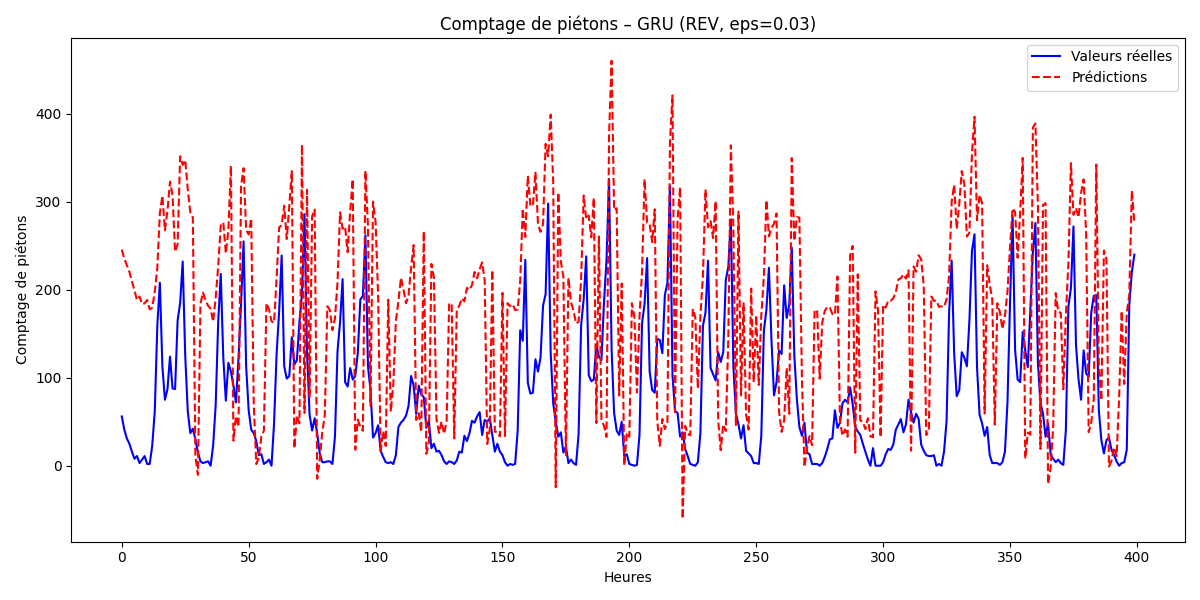 Comptage de piétons – GRU (REV, eps=0.03)
Valeurs réelles
Prédictions
Comptage de piétons
400
300
200
100
0
0 50 100 150 200 250 300 350 400
Heures